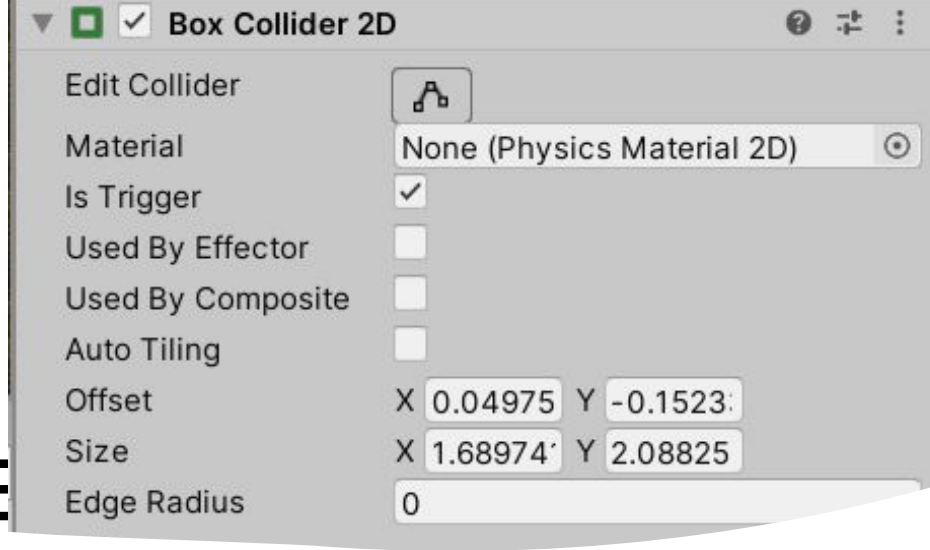 Box Collider 2D
Edit Collider
Material None (Physics Material 2D)
Is Trigger
Used By Effector
Used By Composite
Auto Tiling
Offset X 0.04975 Y -0.1523
Size X 1.68974 Y 2.08825
Edge Radius 0